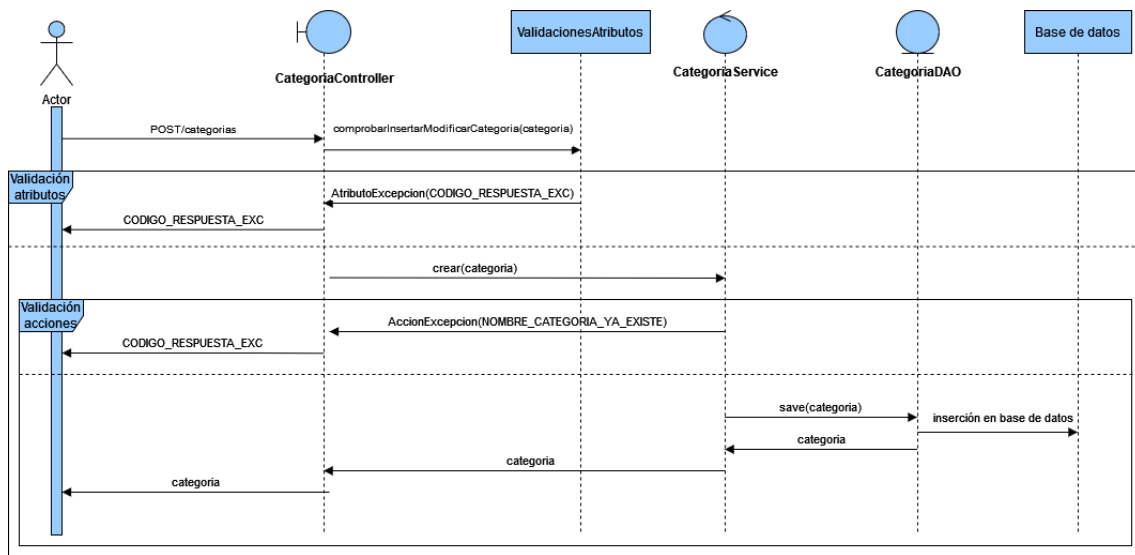 ValidacionesAtributos
Base de datos
CategoriaController
CategoriaService
CategoriaDAO
Actor
POST/categorias
comprobarInsertarModificarCategoria(categoria)
Validación
atributos
AtributoExcepcion(CODIGO_RESPUESTA_EXC)
CODIGO_RESPUESTA_EXC
crear(categoria)
Validación
acciones
AccionExcepcion(NOMBRE_CATEGORIA_YA_EXISTE)
CODIGO_RESPUESTA_EXC
save(categoria)
inserción en base de datos
categoria
categoria
categoria